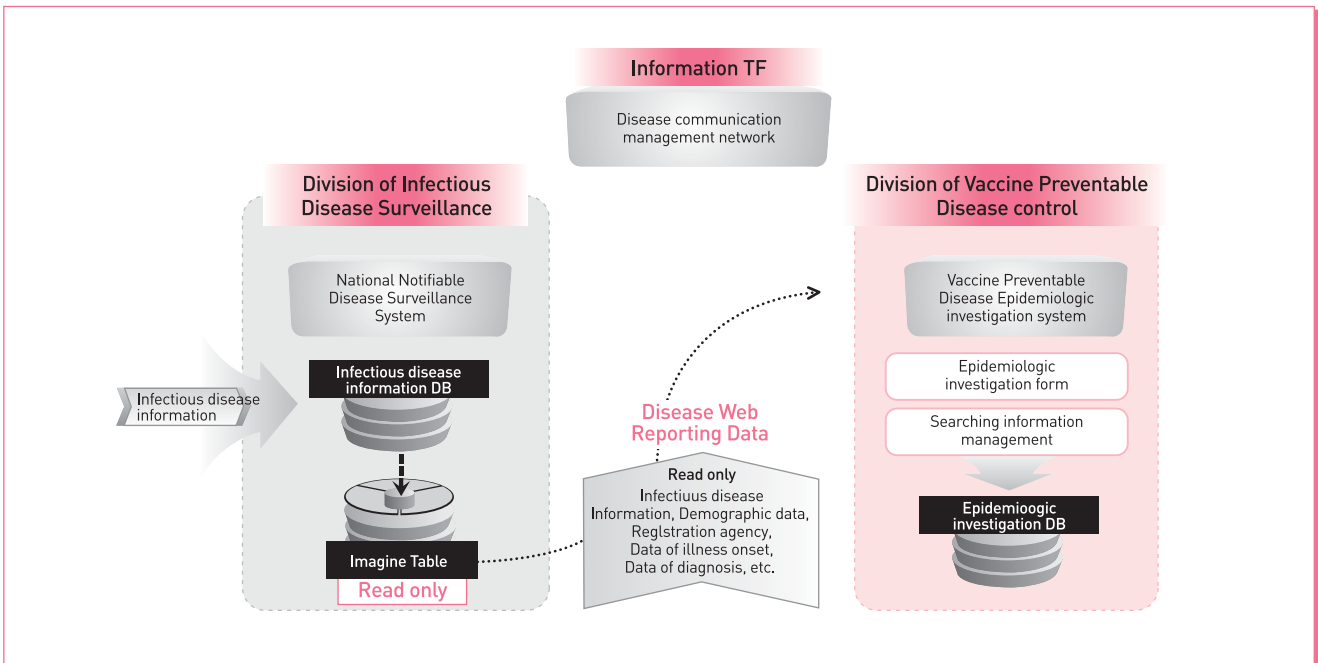 Information TF
Disease communication
management network
Division of Infectious
Disease Surveillance
National Notifiable
Disease Surveillance
System
Infectious disease
information DB
Infectious disease
information
Imagine Table
Read only
Disease Web
Reporting Data
Read only
Infectiuus disease
Information, Demographic data,
Reglstration agency,
Data of illness onset,
Data of diagnosis, etc.
Division of Vaccine Preventable
Disease control
Vaccine Preventable
Disease Epidemiologic
investigation system
Epidemiologic
investigation form
Searching information
management
Epidemioogic
investigation DB